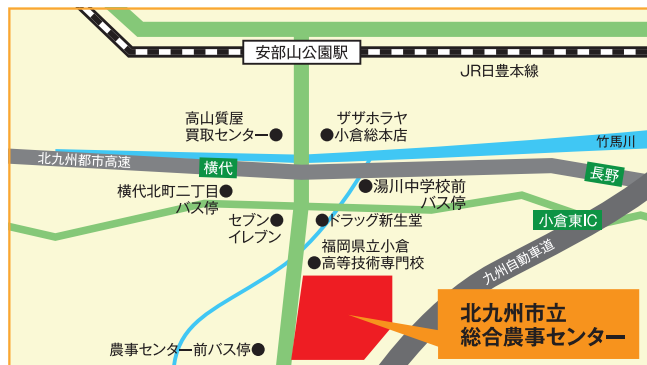 安部山公園駅
JR日豊本線
高山質屋
買取センター
ザザホラヤ
小倉総本店
竹馬川
北九州都市高速
横代
長野
横代北町二丁目
バス停
湯川中学校前
バス停
セブン
イレブン
ドラッグ新生堂
小倉東IC
福岡県立小倉
高等技術専門校
九州自動車道
北九州市立
総合農事センター
農事センター前バス停